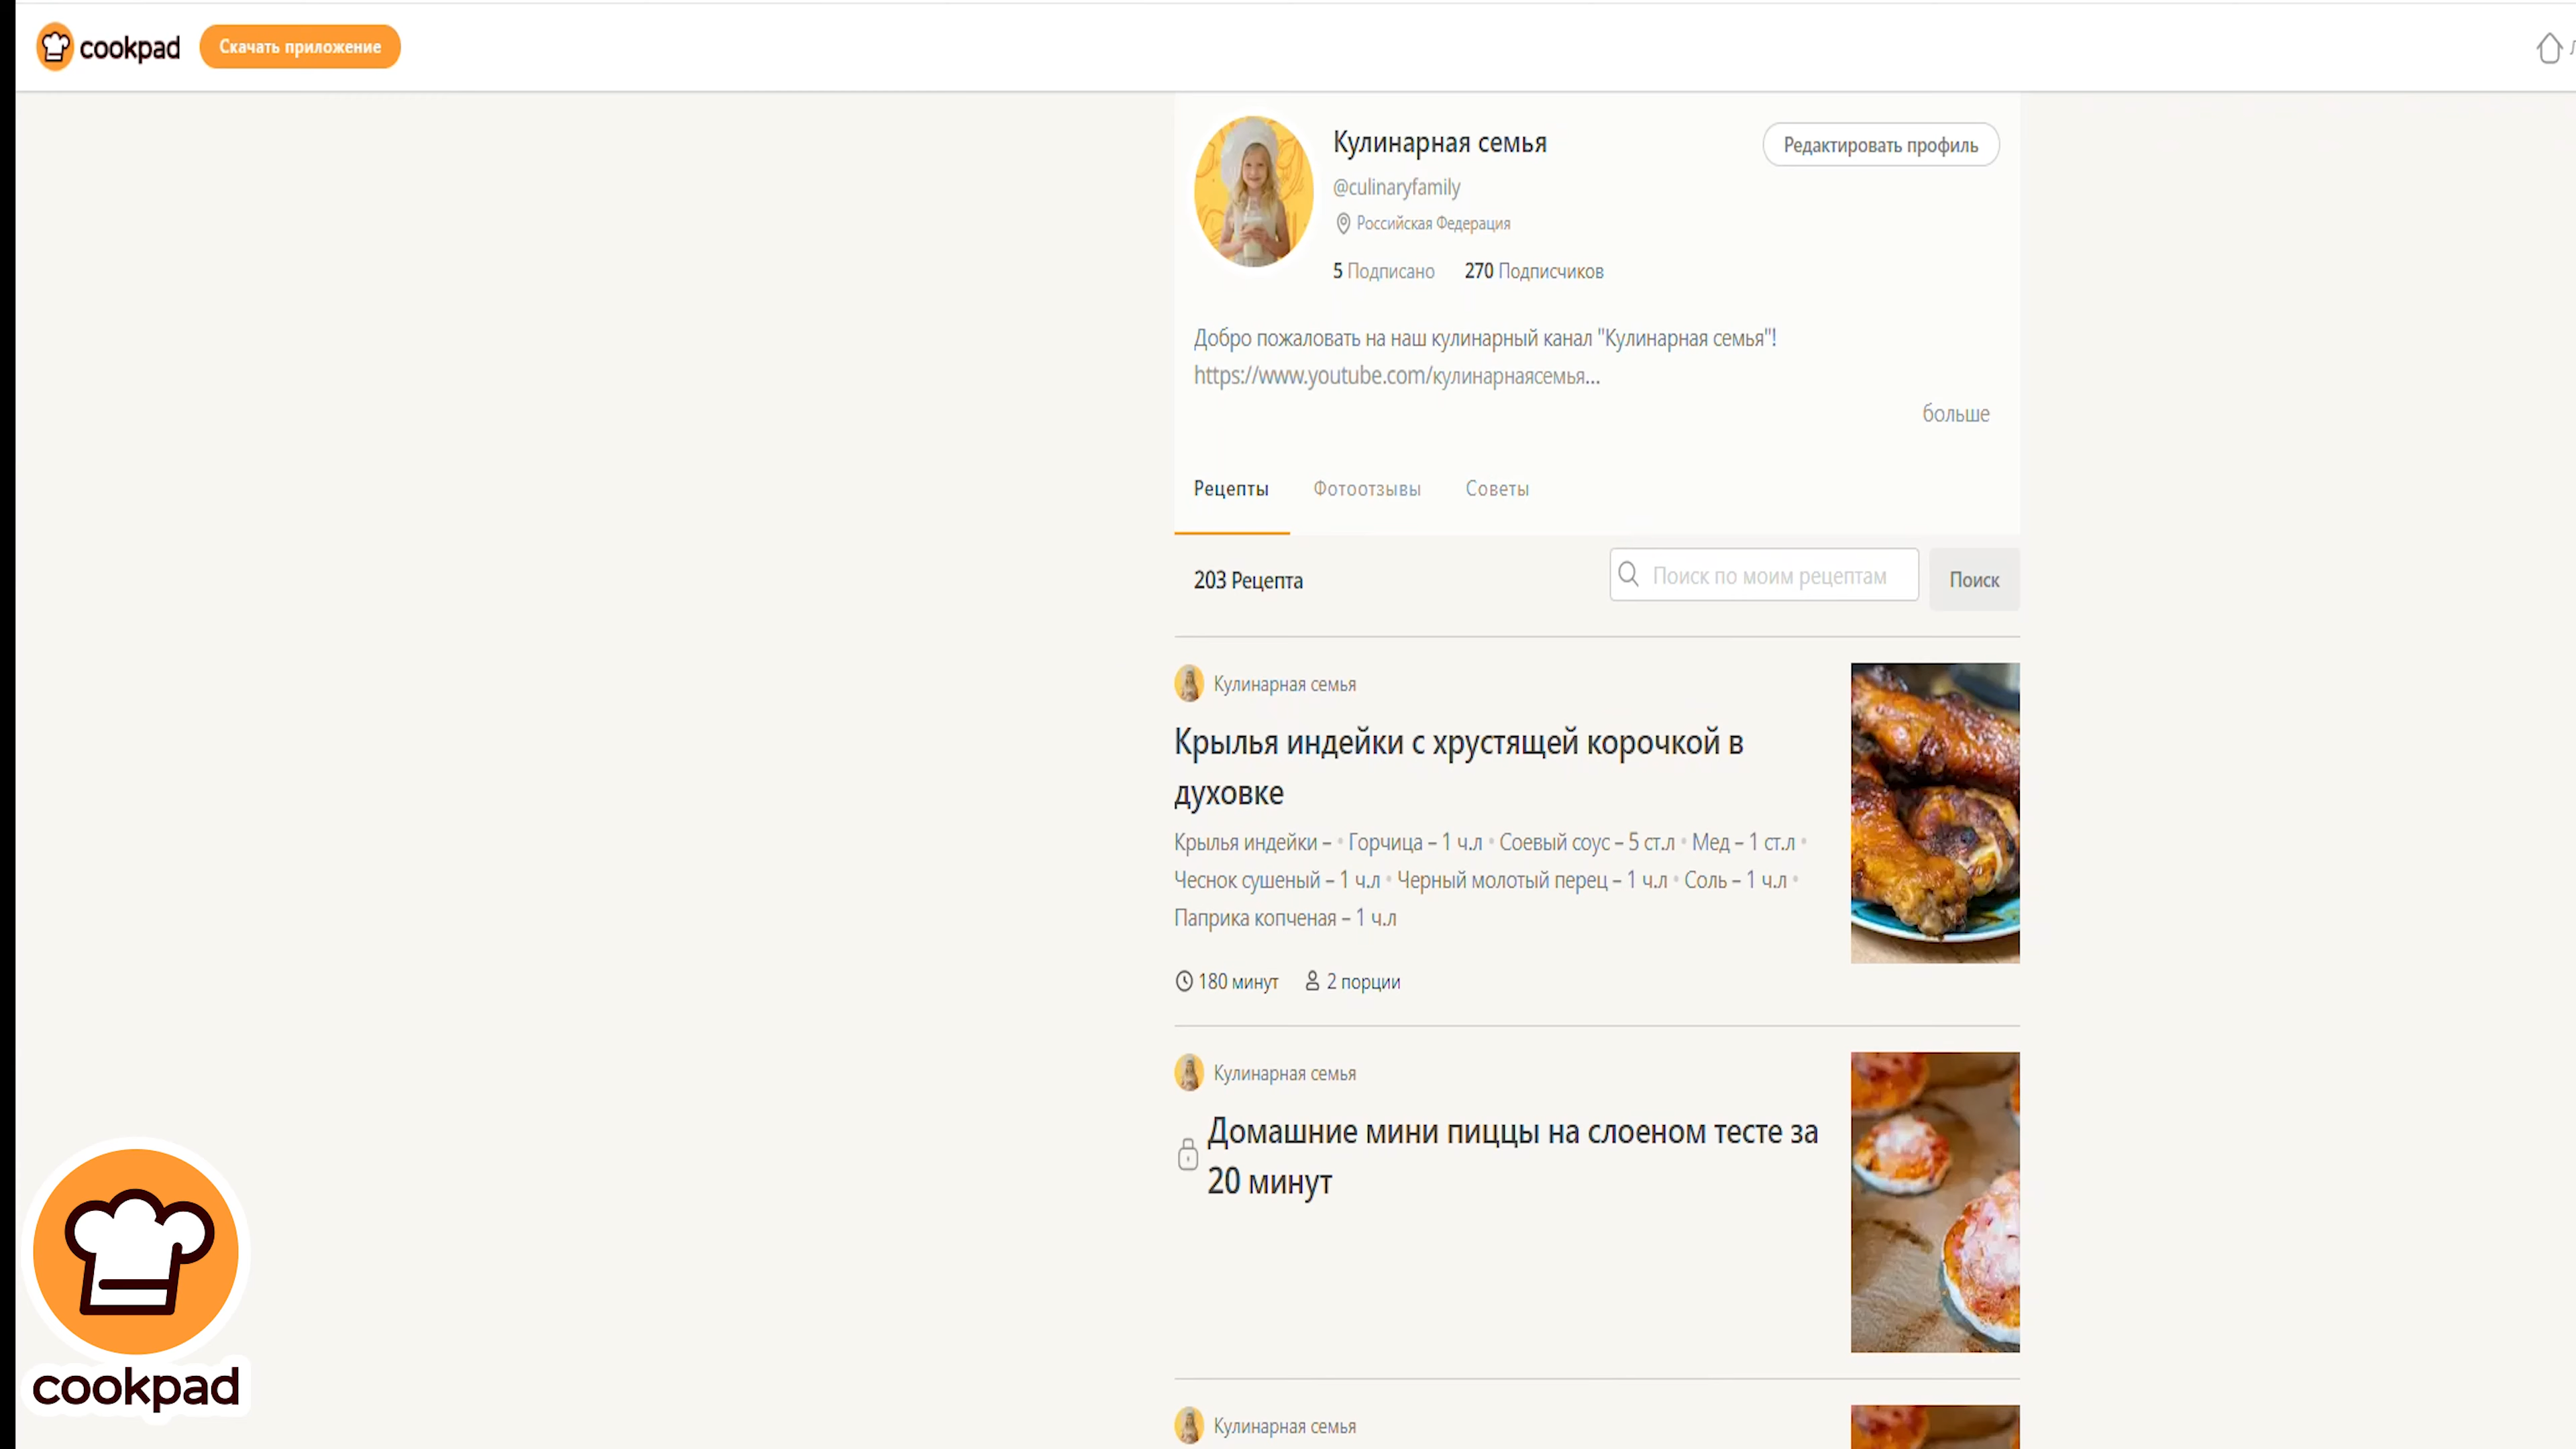 cookpad
Скачать приложение
Кулинарная семья
Редактировать профиль
@culinaryfamily
Российская Федерация
5 Подписано 270 Подписчиков
Добро пожаловать на наш кулинарный канал "Кулинарная семья"!
https://www.youtube.com/кулинарнаясемья...
больше
Рецепты Фотоотзывы Советы
203 Рецепта
Поиск по моим рецептам
Поиск
Кулинарная семья
Крылья индейки с хрустящей корочкой в
духовке
Крылья индейки – • Горчица – 1 ч.л • Соевый соус – 5 ст.л • Мед – 1 ст.л •
Чеснок сушеный – 1 ч.л • Черный молотый перец – 1 ч.л • Соль – 1 ч.л •
Паприка копченая – 1 ч.л
180 минут 2 порции
Кулинарная семья
Домашние мини пиццы на слоеном тесте за
20 минут
Кулинарная семья
cookpad